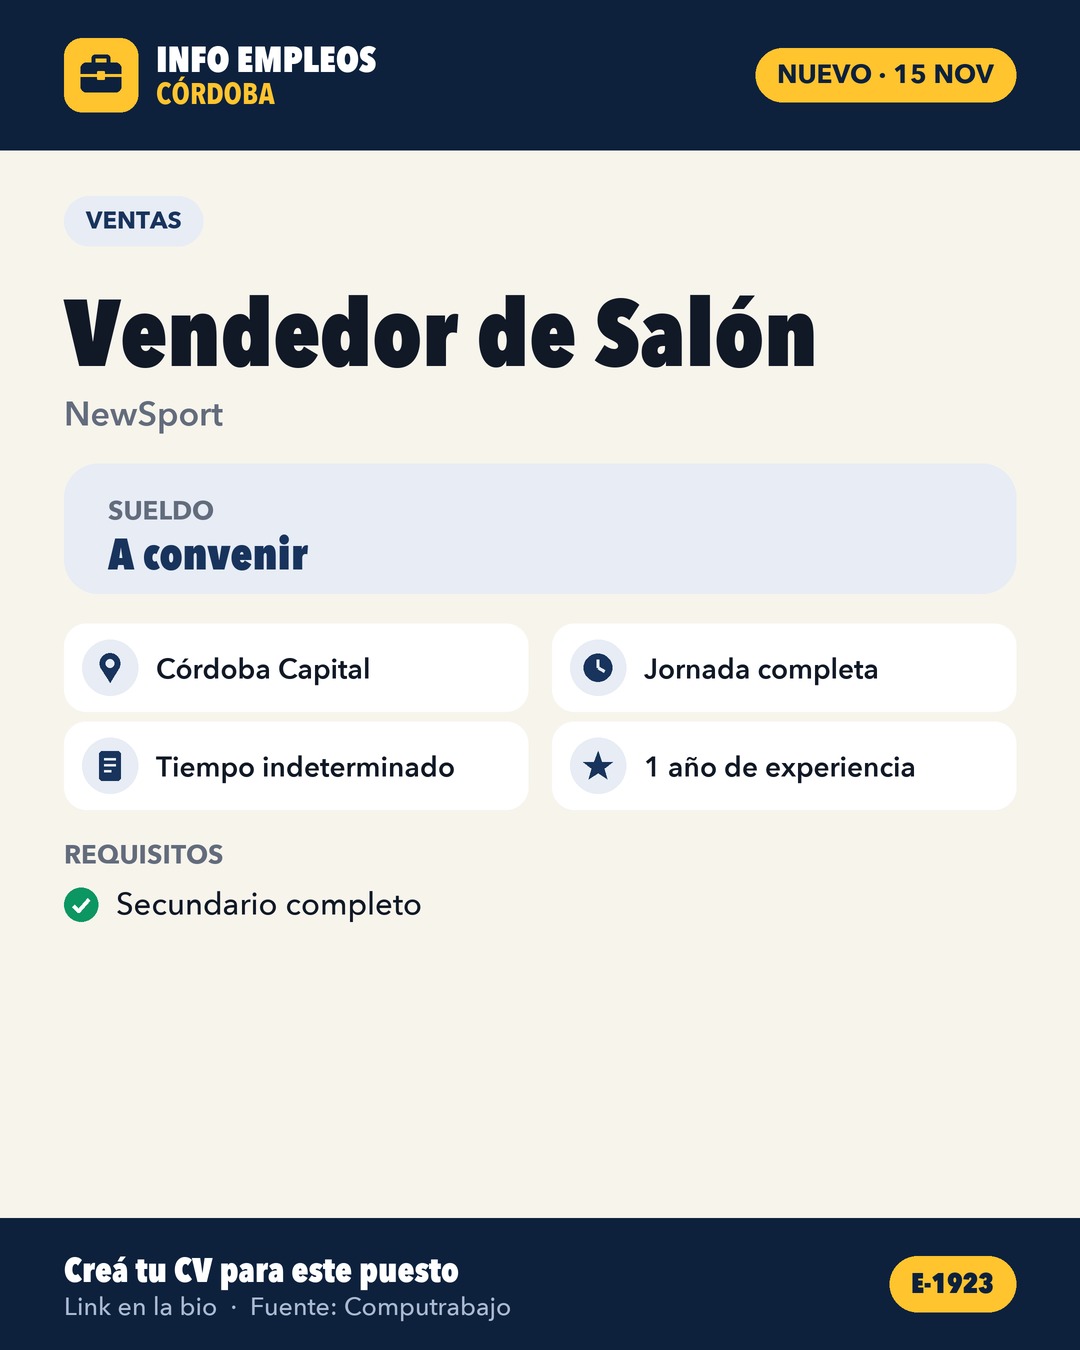 INFO EMPLEOS
CÓRDOBA
NUEVO · 15 NOV
VENTAS
Vendedor de Salón
NewSport
SUELDO
A convenir
Córdoba Capital
Jornada completa
Tiempo indeterminado
1 año de experiencia
REQUISITOS
Secundario completo
Creá tu CV para este puesto
Link en la bio · Fuente: Computrabajo
E-1923